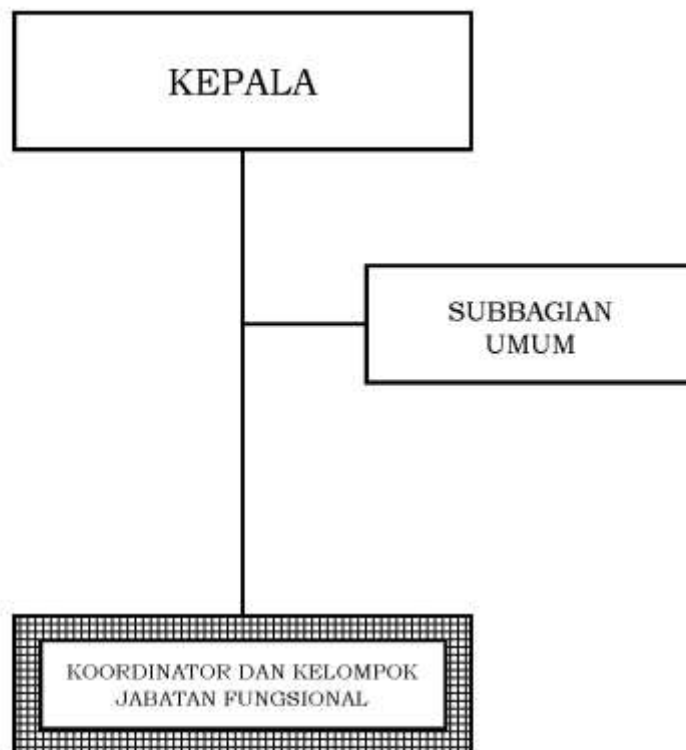 KEPALA
SUBBAGIAN
UMUM
KOORDINATOR DAN KELOMPOK
JABATAN FUNGSIONAL